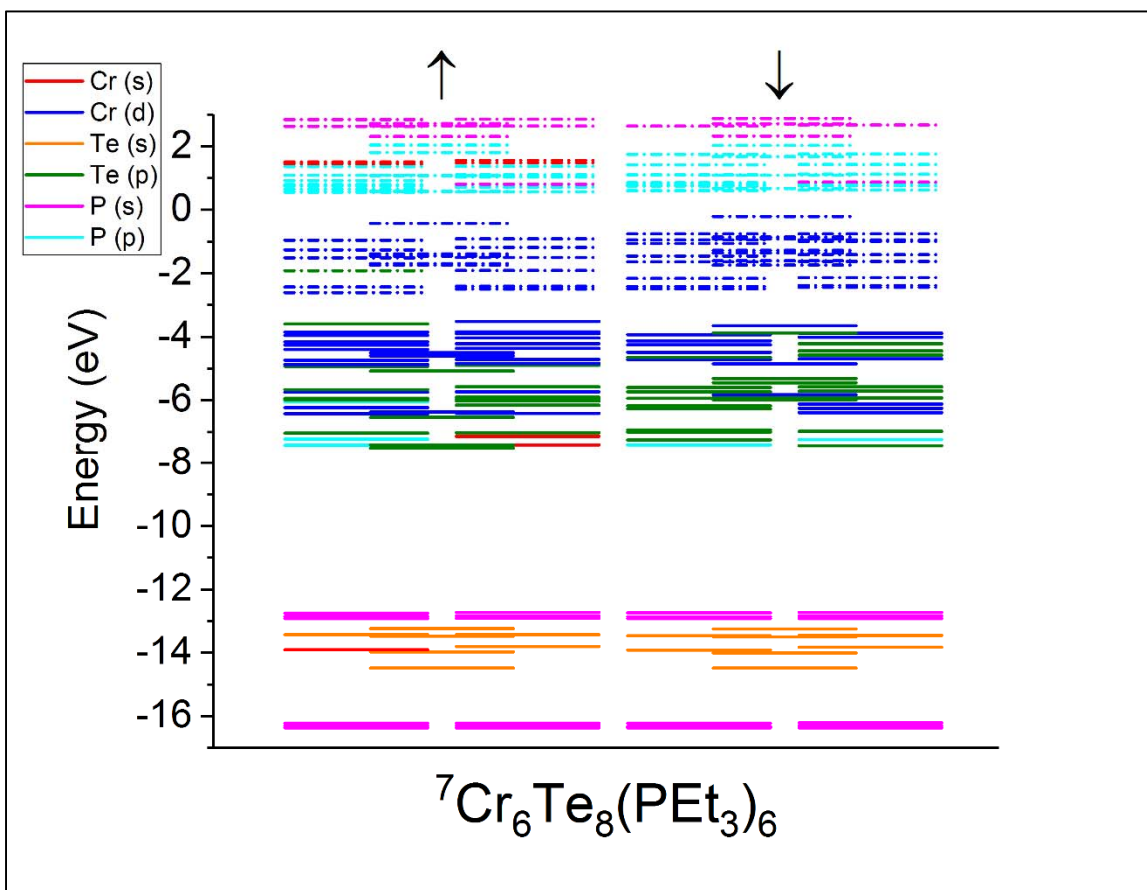 ↑ ↓
Cr (s)
Cr (d)
Te (s)
Te (p)
P (s)
P (p)
Energy (eV)
2
0
-2
-4
-6
-8
-10
-12
-14
-16
⁷Cr₆Te₈(PEt₃)₆